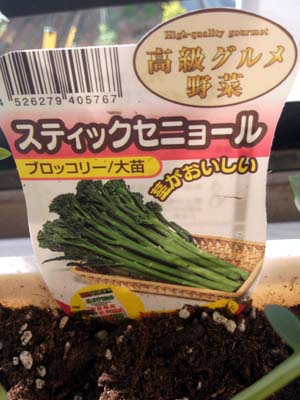 High-quality gourmet
高級グルメ
野菜
4 526279 405767
スティックセニョール
ブロッコリー/大苗
茎がおいしい